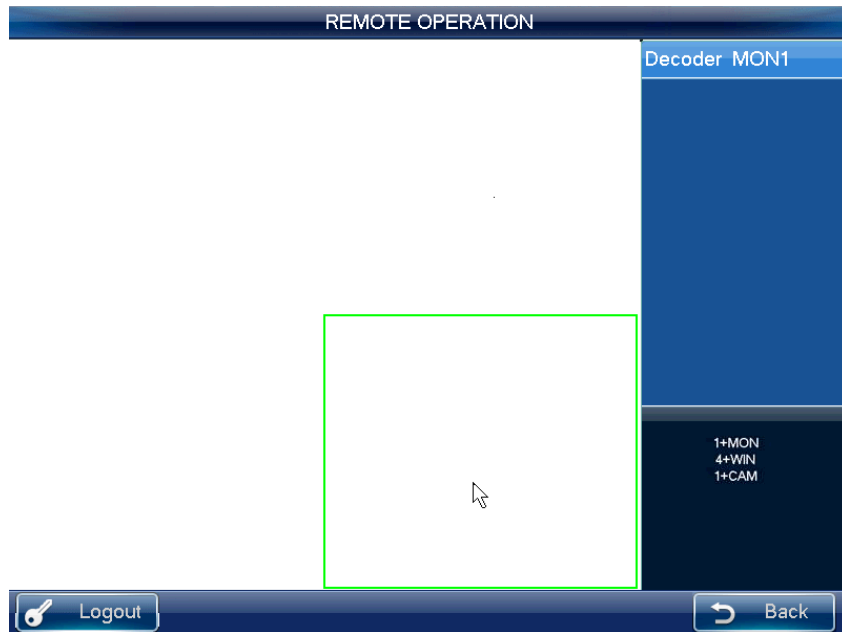 REMOTE OPERATION
Decoder MON1
1+MON
4+WIN
1+CAM
Logout
Back